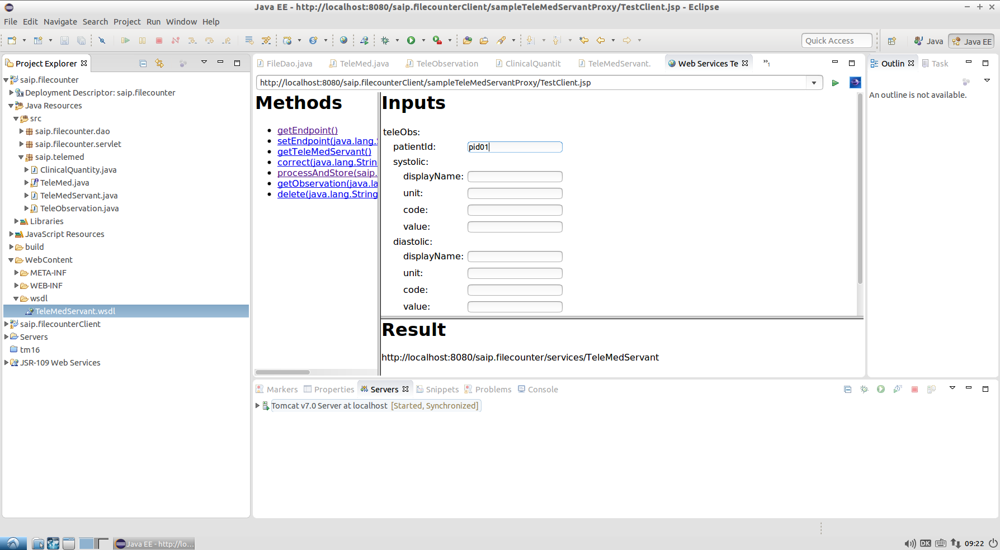 Java EE - http://localhost:8080/saip.filecounterClient/sampleTeleMedServantProxy/TestClient.jsp - Eclipse
File Edit Navigate Search Project Run Window Help
Quick Access
Java
Java EE
Project Explorer
saip.filecounter
Deployment Descriptor: saip.filecounter
Java Resources
src
saip.filecounter.dao
saip.filecounter.servlet
saip.telemed
ClinicalQuantity.java
TeleMed.java
TeleMedServant.java
TeleObservation.java
Libraries
JavaScript Resources
build
WebContent
META-INF
WEB-INF
wsdl
TeleMedServant.wsdl
saip.filecounterClient
Servers
tm16
JSR-109 Web Services
FileDao.java
TeleMed.java
TeleObservation
ClinicalQuantit
TeleMedServant.
Web Services Te
»1
http://localhost:8080/saip.filecounterClient/sampleTeleMedServantProxy/TestClient.jsp
Methods
getEndpoint()
setEndpoint(java.lang.
getTeleMedServant()
correct(java.lang.Strin
processAndStore(saip.
getObservation(java.la
delete(java.lang.String
Inputs
teleObs:
patientId: pid01
systolic:
displayName:
unit:
code:
value:
diastolic:
displayName:
unit:
code:
value:
Result
http://localhost:8080/saip.filecounter/services/TeleMedServant
Outlin
Task
An outline is not available.
Markers
Properties
Servers
Snippets
Problems
Console
Tomcat v7.0 Server at localhost [Started, Synchronized]
Java EE - http://lo...
DK
09:22